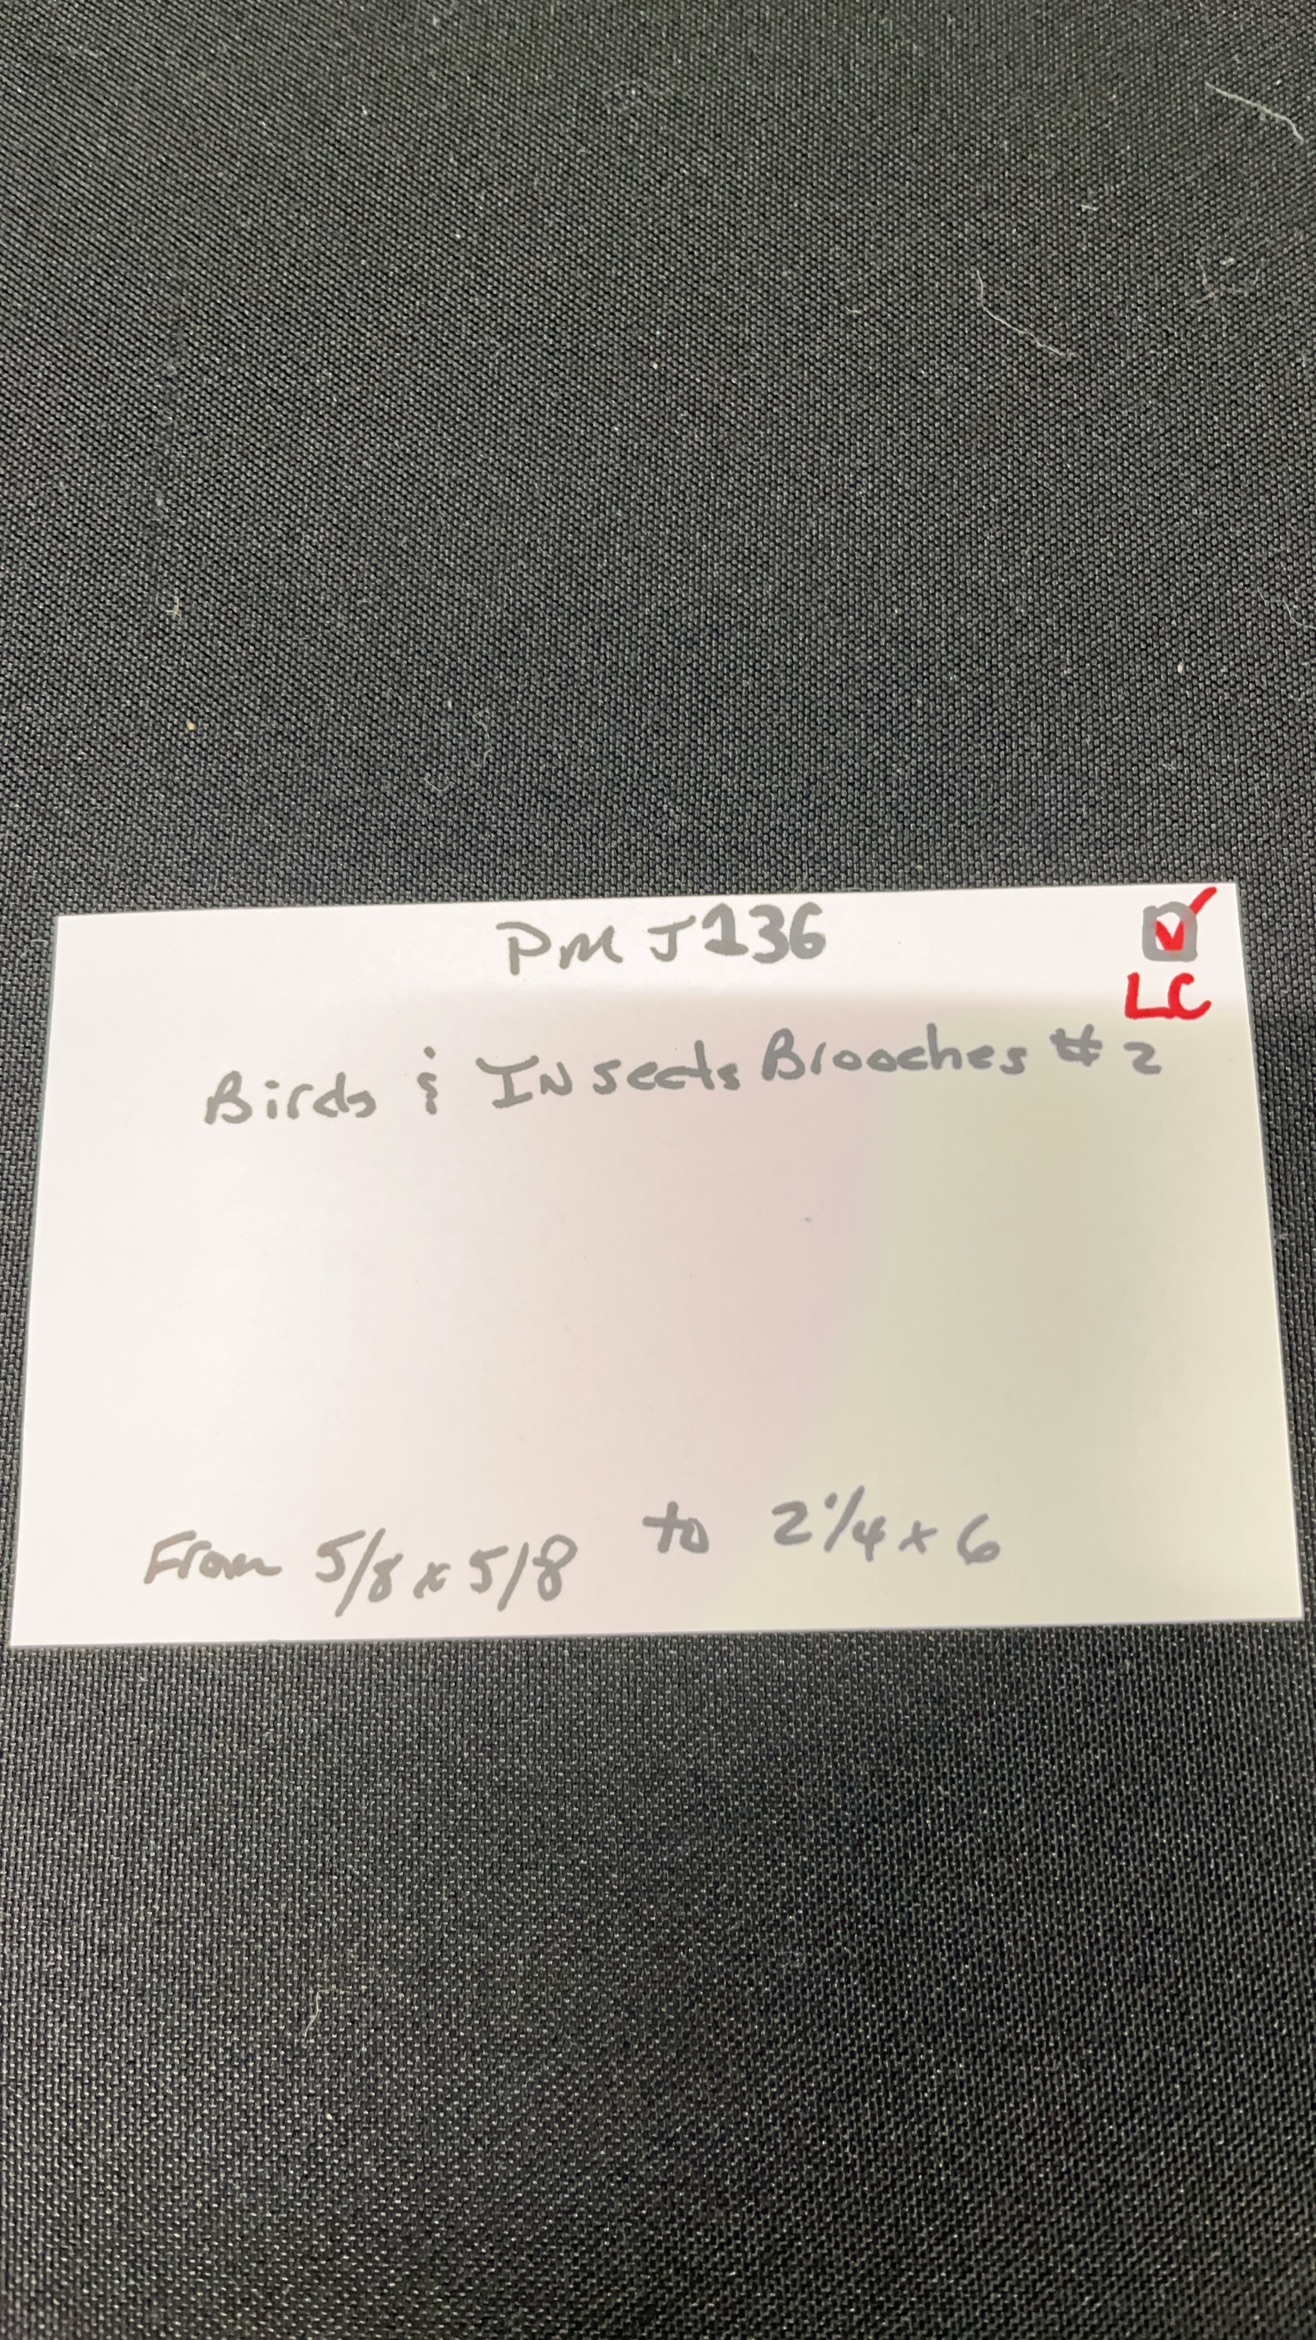 PM J136 ☑
LC
Birds & Insects Brooches #2
From 5/8 x 5/8 to 2 1/4 x 6